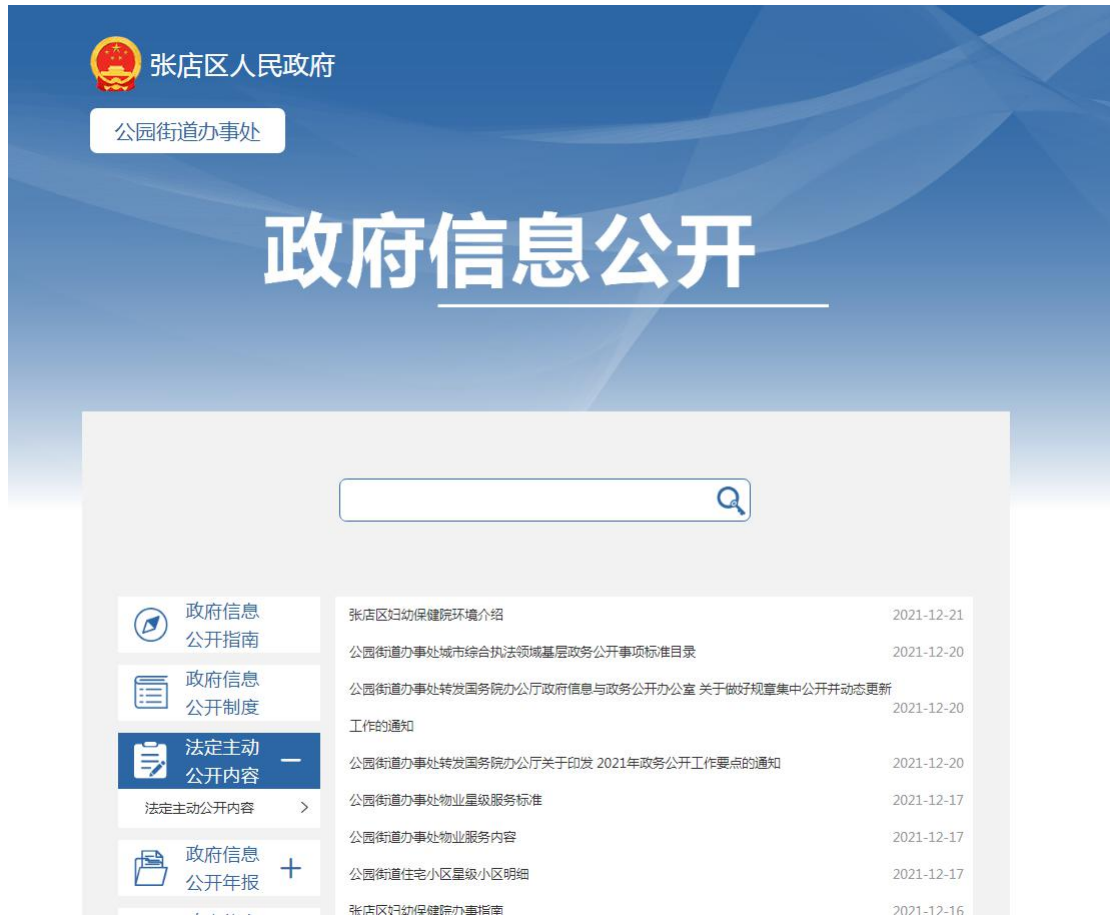 张店区人民政府
公园街道办事处
政府信息公开
政府信息
公开指南
政府信息
公开制度
法定主动
公开内容
法定主动公开内容
政府信息
公开年报
张店区妇幼保健院环境介绍 2021-12-21
公园街道办事处城市综合执法领域基层政务公开事项标准目录 2021-12-20
公园街道办事处转发国务院办公厅政府信息与政务公开办公室 关于做好规章集中公开并动态更新
工作的通知 2021-12-20
公园街道办事处转发国务院办公厅关于印发 2021年政务公开工作要点的通知 2021-12-20
公园街道办事处物业星级服务标准 2021-12-17
公园街道办事处物业服务内容 2021-12-17
公园街道住宅小区星级小区明细 2021-12-17
张店区妇幼保健院办事指南 2021-12-16